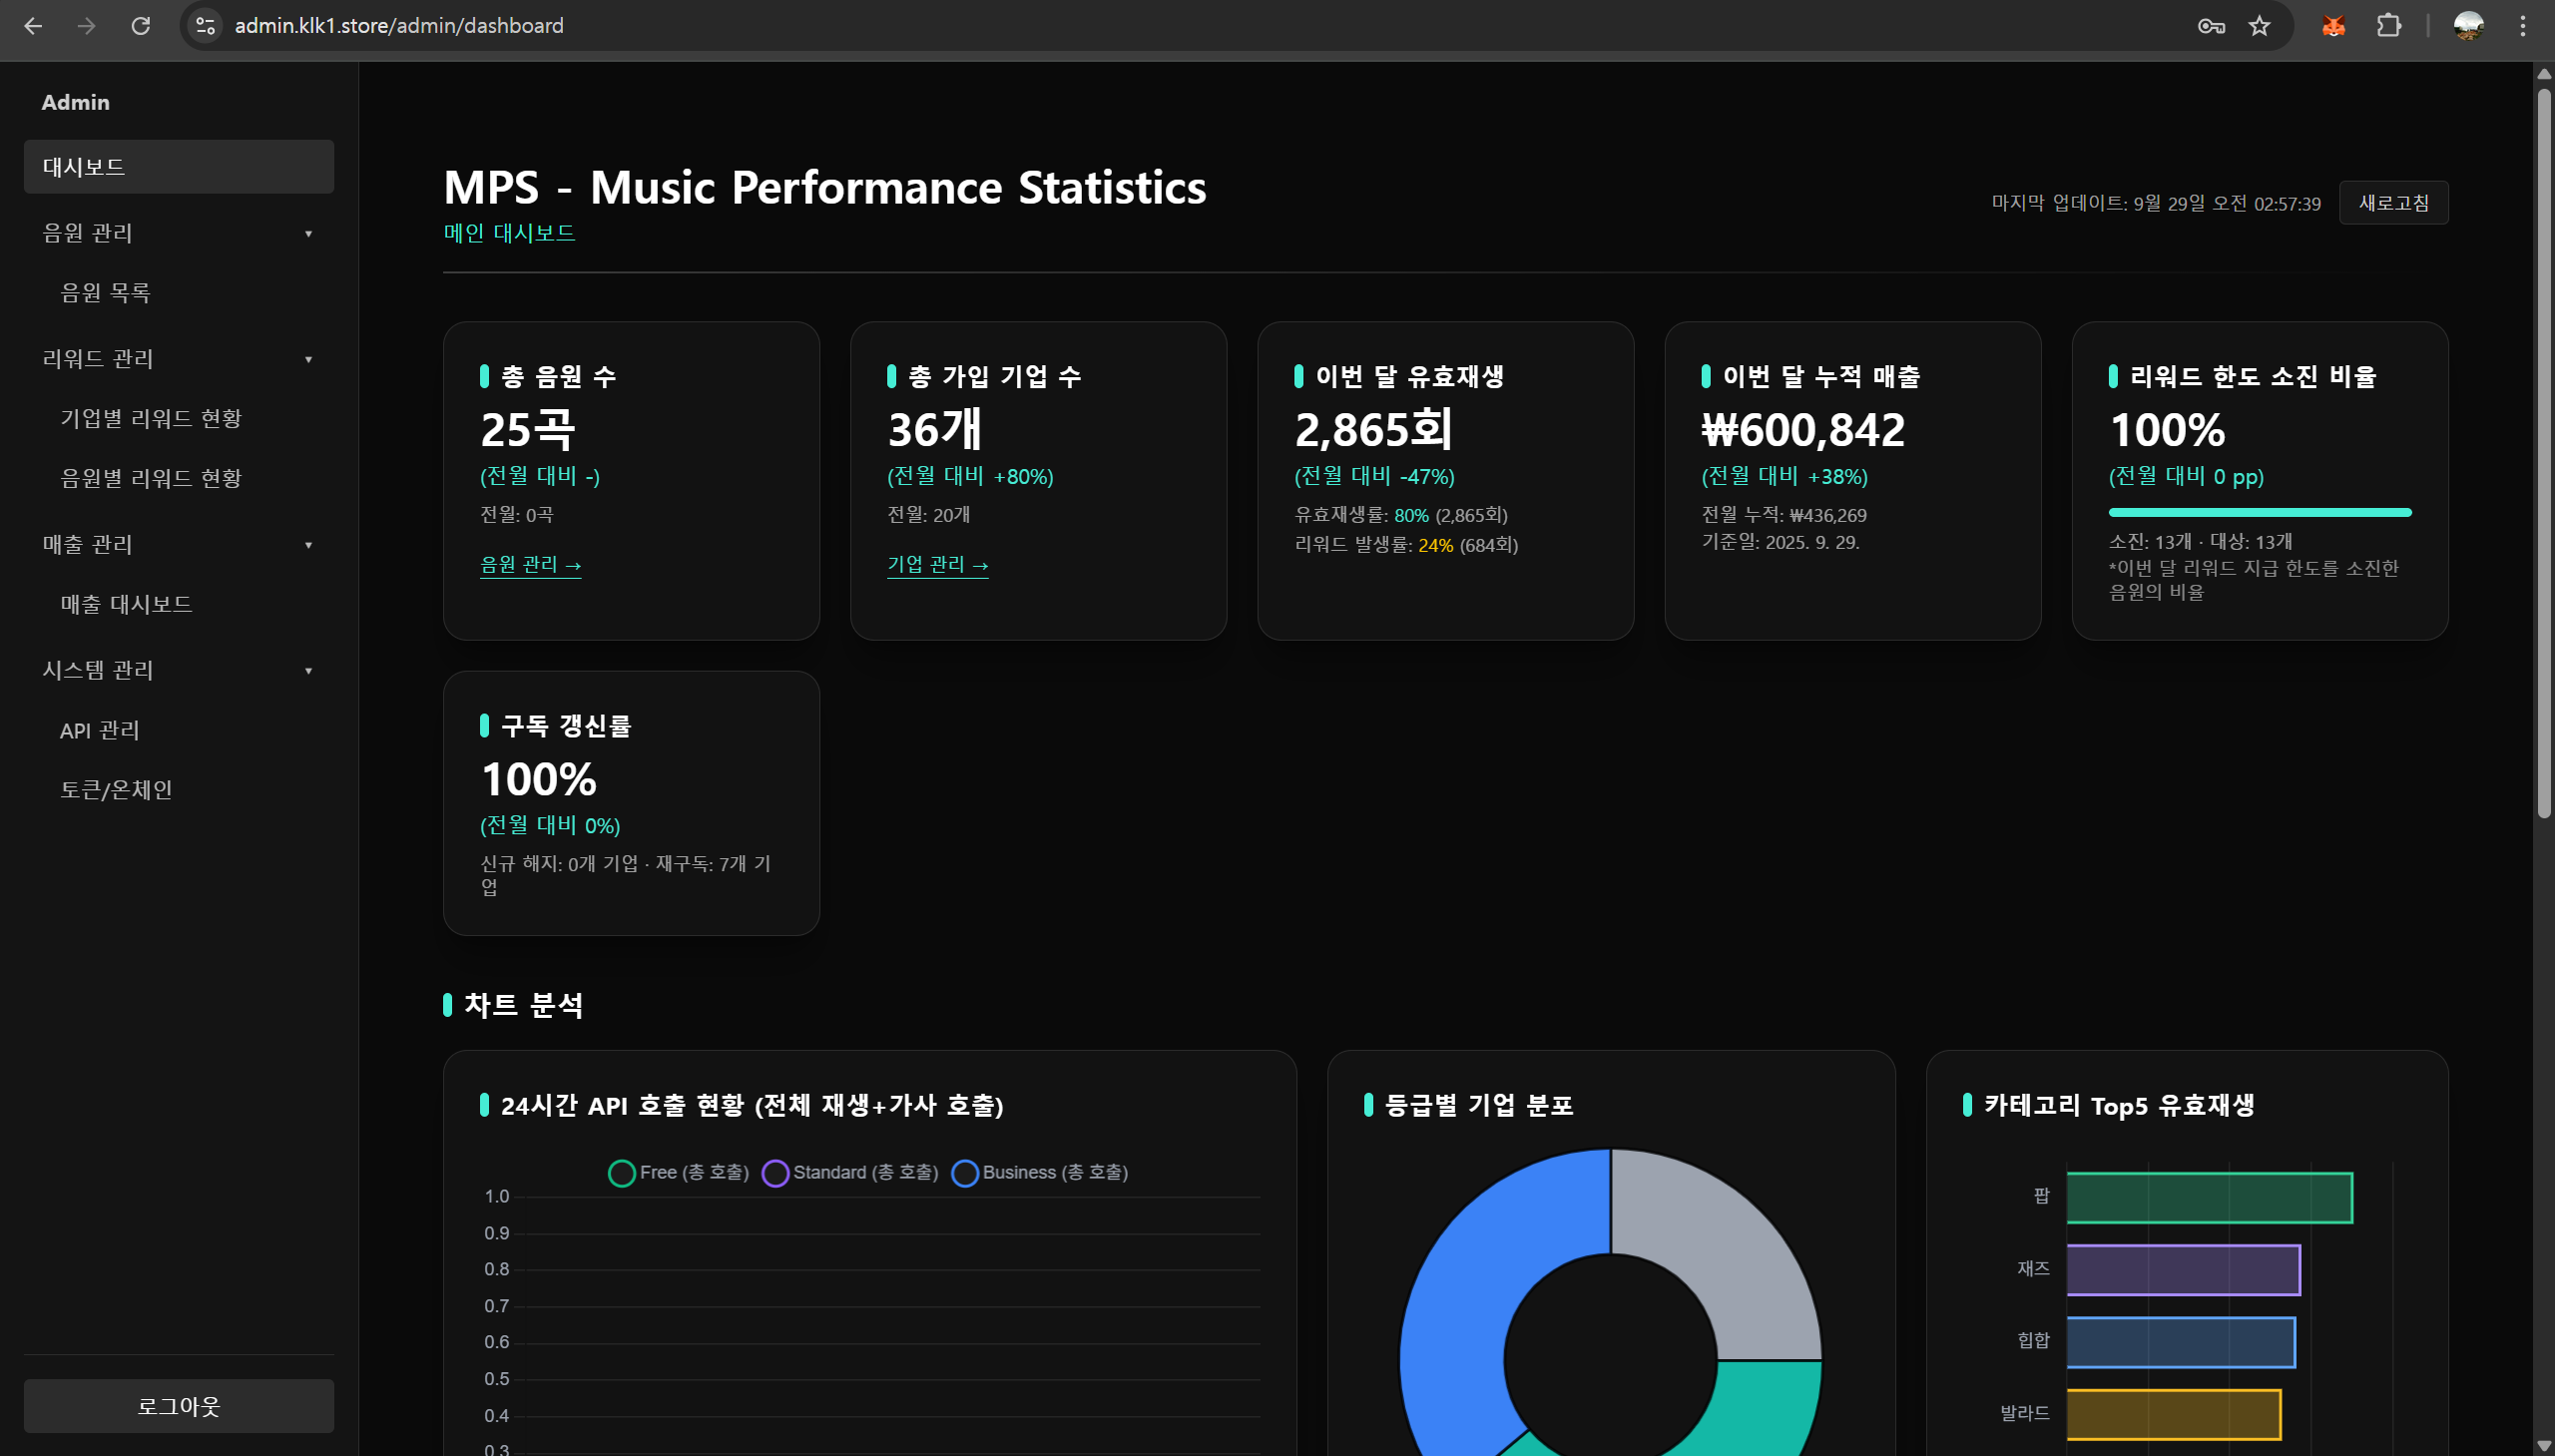 admin.klk1.store/admin/dashboard
Admin
대시보드
음원 관리
음원 목록
리워드 관리
기업별 리워드 현황
음원별 리워드 현황
매출 관리
매출 대시보드
시스템 관리
API 관리
토큰/온체인
로그아웃
MPS - Music Performance Statistics
메인 대시보드
마지막 업데이트: 9월 29일 오전 02:57:39
새로고침
총 음원 수
25곡
(전월 대비 -)
전월: 0곡
음원 관리 →
총 가입 기업 수
36개
(전월 대비 +80%)
전월: 20개
기업 관리 →
이번 달 유효재생
2,865회
(전월 대비 -47%)
유효재생률: 80% (2,865회)
리워드 발생률: 24% (684회)
이번 달 누적 매출
₩600,842
(전월 대비 +38%)
전월 누적: ₩436,269
기준일: 2025. 9. 29.
리워드 한도 소진 비율
100%
(전월 대비 0 pp)
소진: 13개 · 대상: 13개
*이번 달 리워드 지급 한도를 소진한
음원의 비율
구독 갱신률
100%
(전월 대비 0%)
신규 해지: 0개 기업 · 재구독: 7개 기
업
차트 분석
24시간 API 호출 현황 (전체 재생+가사 호출)
Free (총 호출) Standard (총 호출) Business (총 호출)
1.0
0.9
0.8
0.7
0.6
0.5
0.4
0.3
등급별 기업 분포
카테고리 Top5 유효재생
팝
재즈
힙합
발라드